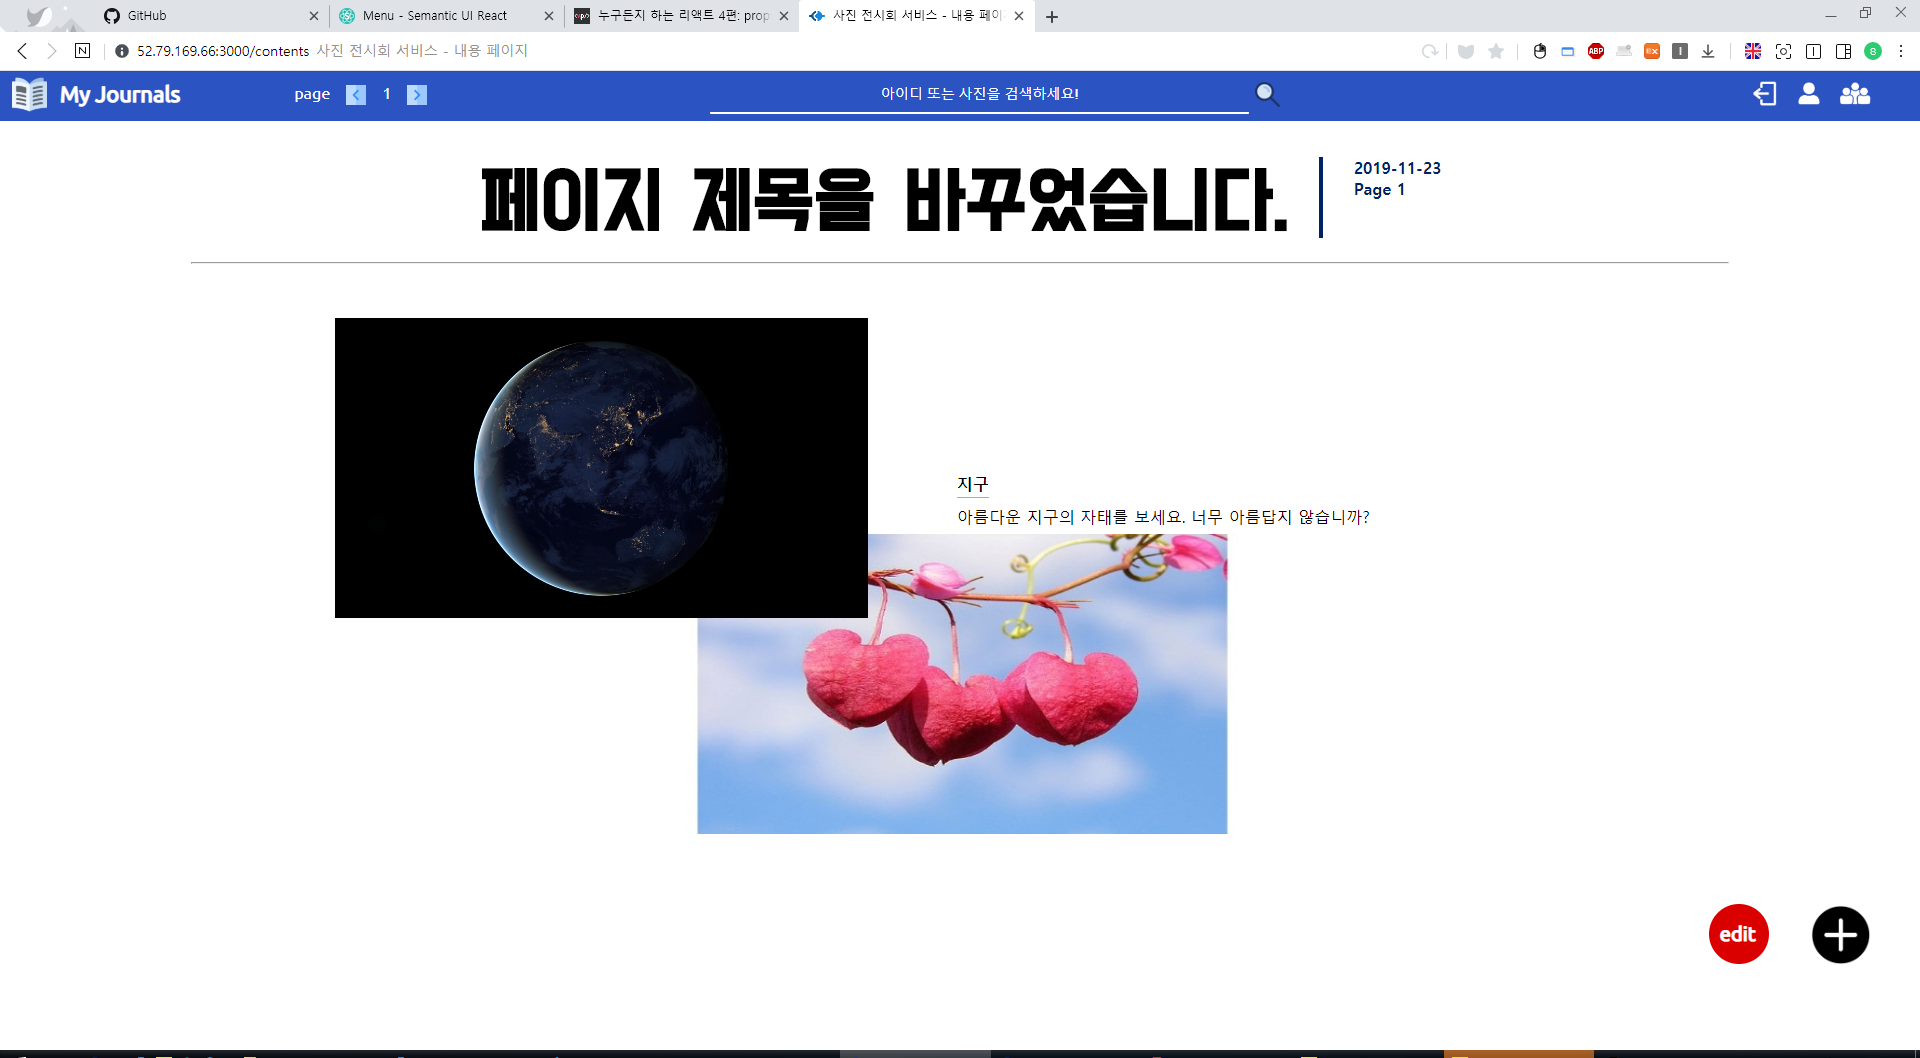 GitHub
Menu - Semantic UI React
누구든지 하는 리액트 4편: prop
사진 전시회 서비스 - 내용 페이지
N
52.79.169.66:3000/contents 사진 전시회 서비스 - 내용 페이지
ABP
EX
8
My Journals
page
1
아이디 또는 사진을 검색하세요!
페이지 제목을 바꾸었습니다.
2019-11-23
Page 1
지구
아름다운 지구의 자태를 보세요. 너무 아름답지 않습니까?
edit